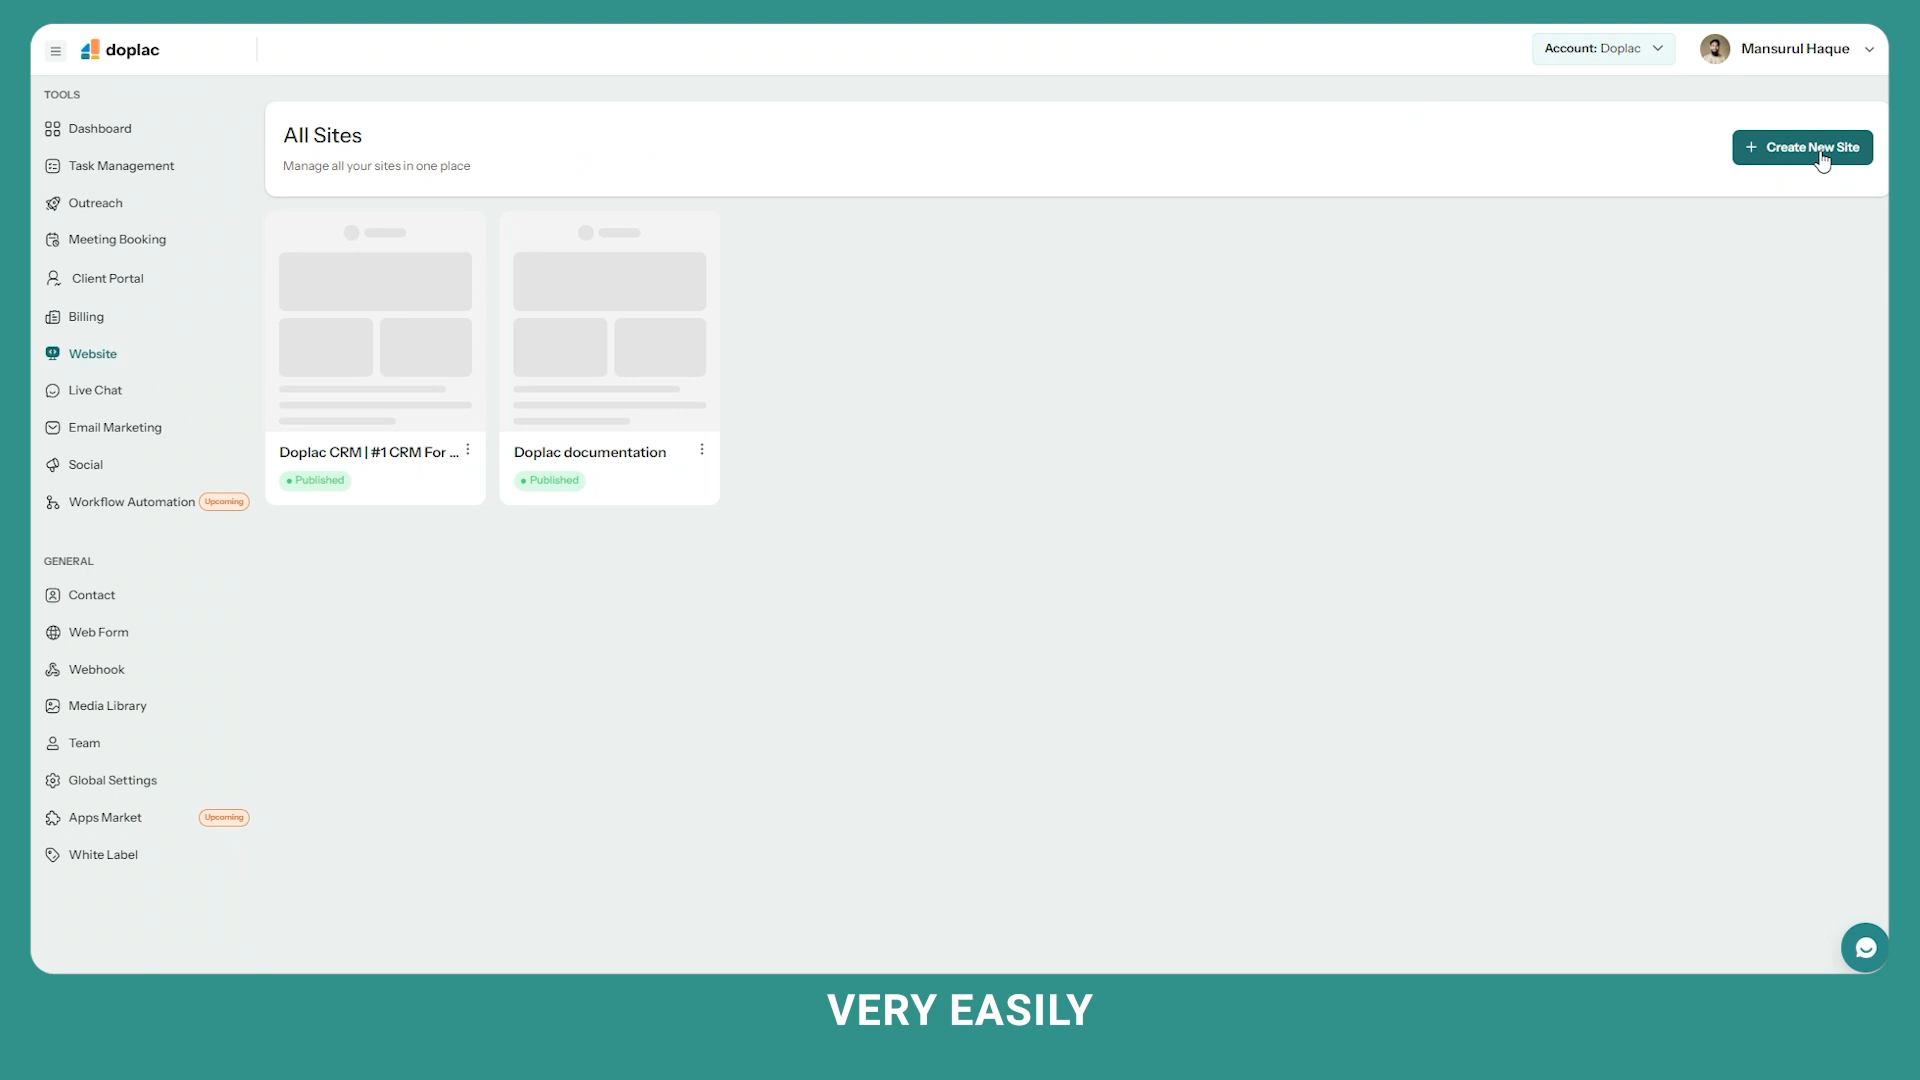 doplac
Account: Doplac
Mansurul Haque
TOOLS
Dashboard
Task Management
Outreach
Meeting Booking
Client Portal
Billing
Website
Live Chat
Email Marketing
Social
Workflow Automation Upcoming
GENERAL
Contact
Web Form
Webhook
Media Library
Team
Global Settings
Apps Market Upcoming
White Label
All Sites
Manage all your sites in one place
+ Create New Site
Doplac CRM | #1 CRM For ...
Published
Doplac documentation
Published
VERY EASILY